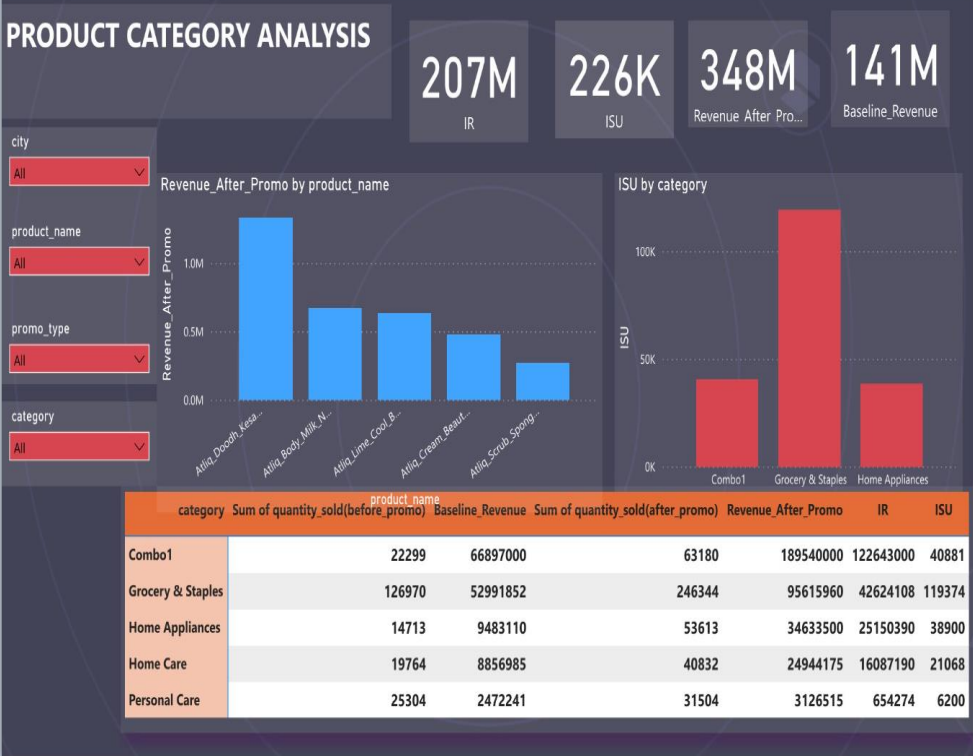 PRODUCT CATEGORY ANALYSIS
207M
IR
226K
ISU
348M
Revenue After Pro...
141M
Baseline_Revenue
city
All
product_name
All
promo_type
All
category
All
Revenue_After_Promo by product_name
Revenue_After_Promo
1.0M
0.5M
0.0M
Atliq_Doodh_Kesa...
Atliq_Body_Milk_N...
Atliq_Lime_Cool_B...
Atliq_Cream_Beaut...
Atliq_Scrub_Spong...
product_name
ISU by category
ISU
100K
50K
0K
Combo1 Grocery & Staples Home Appliances
category Sum of quantity_sold(before_promo) Baseline_Revenue Sum of quantity_sold(after_promo) Revenue_After_Promo IR ISU
Combo1 22299 66897000 63180 189540000 122643000 40881
Grocery & Staples 126970 52991852 246344 95615960 42624108 119374
Home Appliances 14713 9483110 53613 34633500 25150390 38900
Home Care 19764 8856985 40832 24944175 16087190 21068
Personal Care 25304 2472241 31504 3126515 654274 6200